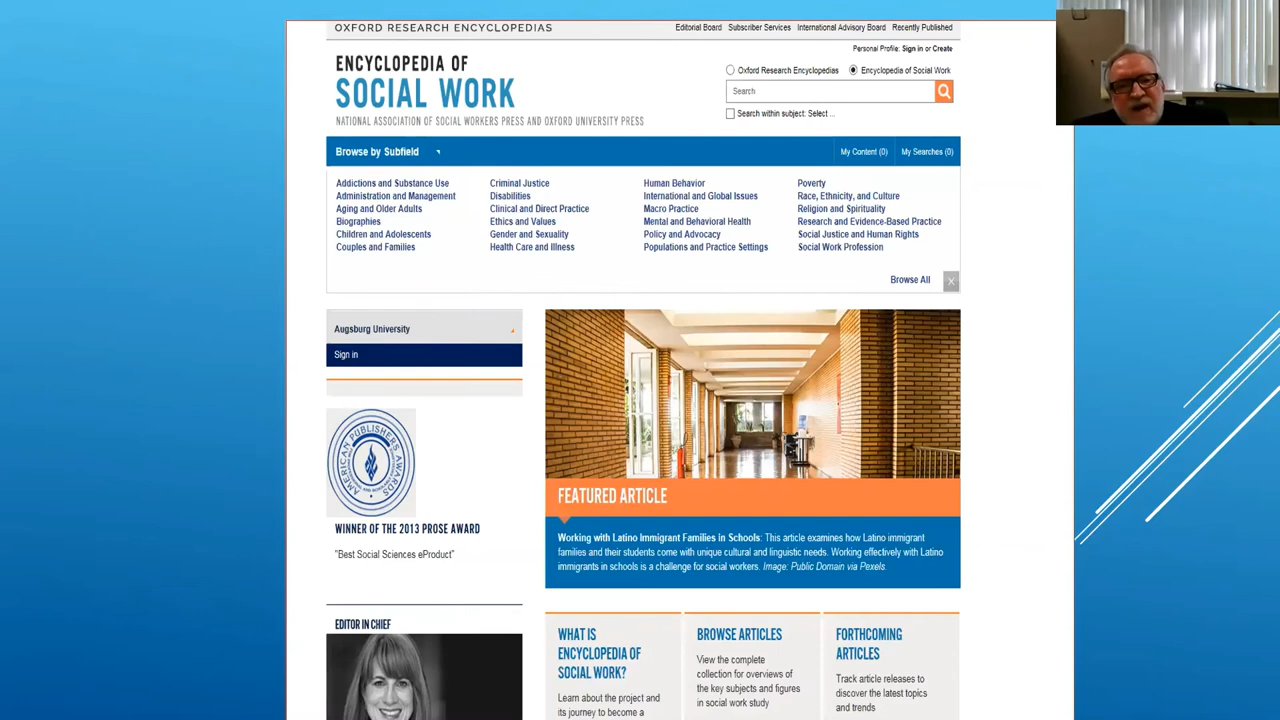 OXFORD RESEARCH ENCYCLOPEDIAS
Editorial Board Subscriber Services International Advisory Board Recently Published
Personal Profile: Sign in or Create
ENCYCLOPEDIA OF
SOCIAL WORK
NATIONAL ASSOCIATION OF SOCIAL WORKERS PRESS AND OXFORD UNIVERSITY PRESS
Oxford Research Encyclopedias Encyclopedia of Social Work
Search
Search within subject: Select ...
Browse by Subfield
My Content (0) My Searches (0)
Addictions and Substance Use
Administration and Management
Aging and Older Adults
Biographies
Children and Adolescents
Couples and Families
Criminal Justice
Disabilities
Clinical and Direct Practice
Ethics and Values
Gender and Sexuality
Health Care and Illness
Human Behavior
International and Global Issues
Macro Practice
Mental and Behavioral Health
Policy and Advocacy
Populations and Practice Settings
Poverty
Race, Ethnicity, and Culture
Religion and Spirituality
Research and Evidence-Based Practice
Social Justice and Human Rights
Social Work Profession
Browse All X
Augsburg University
Sign in
AMERICAN PUBLISHERS AWARDS
WINNER OF THE 2013 PROSE AWARD
"Best Social Sciences eProduct"
EDITOR IN CHIEF
FEATURED ARTICLE
Working with Latino Immigrant Families in Schools: This article examines how Latino immigrant
families and their students come with unique cultural and linguistic needs. Working effectively with Latino
immigrants in schools is a challenge for social workers. Image: Public Domain via Pexels.
WHAT IS
ENCYCLOPEDIA OF
SOCIAL WORK?
Learn about the project and
its journey to become a
BROWSE ARTICLES
View the complete
collection for overviews of
the key subjects and figures
in social work study
FORTHCOMING
ARTICLES
Track article releases to
discover the latest topics
and trends